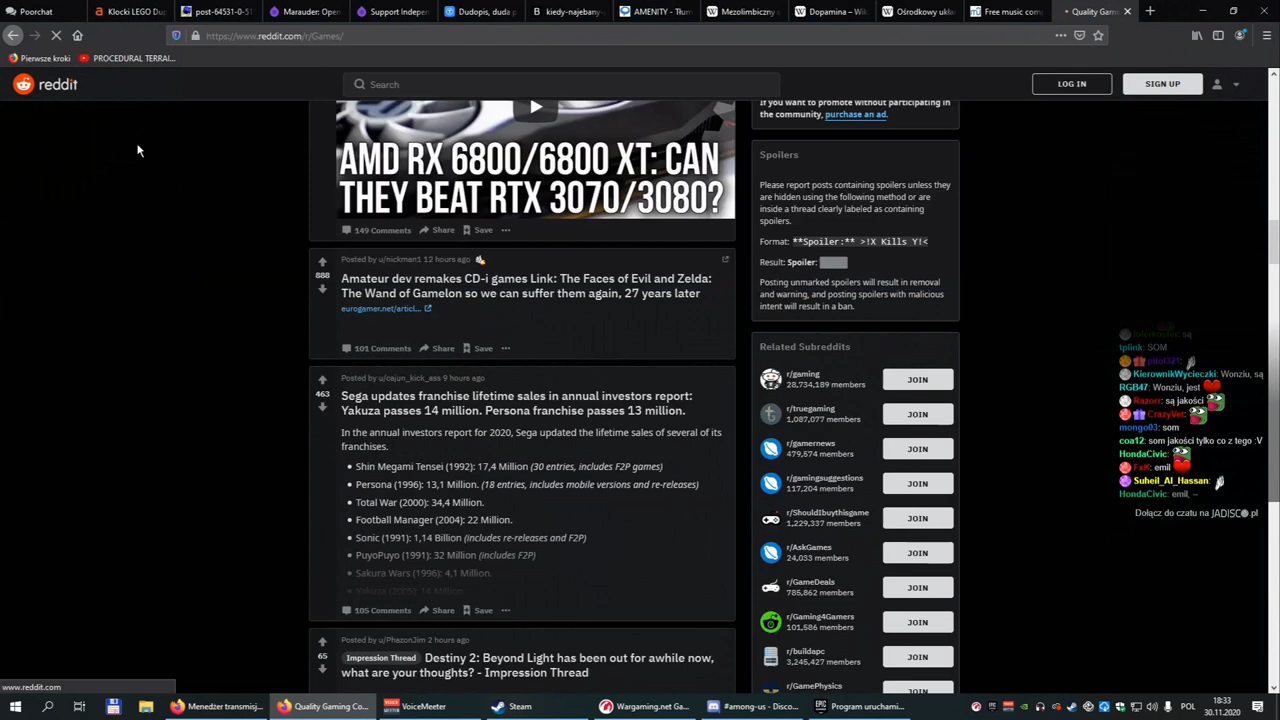 Poorchat
Alocki LEGO Dup
post-64531-0-51
Marauder: Open
Support Indepen
Dudopis, duda p
kiedy-najebany-
AMENITY - Tłum
Mezolimbiczny u
Dopamina – Wik
Ośrodkowy ukła
Free music com
Quality Game
https://www.reddit.com/r/Games/
Pierwsze kroki
PROCEDURAL TERRAI...
reddit
Search
LOG IN
SIGN UP
AMD RX 6800/6800 XT: CAN
THEY BEAT RTX 3070/3080?
149 Comments
Share
Save
Posted by u/nickman1 12 hours ago
888
Amateur dev remakes CD-i games Link: The Faces of Evil and Zelda:
The Wand of Gamelon so we can suffer them again, 27 years later
eurogamer.net/articl...
101 Comments
Share
Save
Posted by u/cajun_kick_ass 9 hours ago
463
Sega updates franchise lifetime sales in annual investors report:
Yakuza passes 14 million. Persona franchise passes 13 million.
In the annual investors report for 2020, Sega updated the lifetime sales of several of its
franchises.
• Shin Megami Tensei (1992): 17,4 Million (30 entries, includes F2P games)
• Persona (1996): 13,1 Million. (18 entries, includes mobile versions and re-releases)
• Total War (2000): 34,4 Million.
• Football Manager (2004): 22 Million.
• Sonic (1991): 1,14 Billion (includes re-releases and F2P)
• PuyoPuyo (1991): 32 Million (includes F2P)
• Sakura Wars (1996): 4,1 Million.
• Yakuza (2005): 14 Million.
105 Comments
Share
Save
Posted by u/PhazonJim 2 hours ago
65
Impression Thread Destiny 2: Beyond Light has been out for awhile now,
what are your thoughts? - Impression Thread
If you want to promote without participating in
the community, purchase an ad.
Spoilers
Please report posts containing spoilers unless they
are hidden using the following method or are
inside a thread clearly labeled as containing
spoilers.
Format: **Spoiler:** >!X Kills Y!<
Result: Spoiler:
Posting unmarked spoilers will result in removal
and warning, and posting spoilers with malicious
intent will result in a ban.
Related Subreddits
r/gaming
28,734,189 members
JOIN
r/truegaming
1,087,077 members
JOIN
r/gamernews
479,574 members
JOIN
r/gamingsuggestions
117,204 members
JOIN
r/ShouldIbuythisgame
1,229,337 members
JOIN
r/AskGames
24,033 members
JOIN
r/GameDeals
785,862 members
JOIN
r/Gaming4Gamers
101,586 members
JOIN
r/buildapc
3,245,427 members
JOIN
r/GamePhysics
JOIN
są
tplink: SOM
KierownikWycieczki: Wonziu, są
RGB47: Wonziu, jest
Razorr: są jakości
CrazyVer:
mongo03: som
coa12: som jakości tylko co z tego :V
HondaCivic:
FxK: emil
Suheil_Al_Hassan:
HondaCivic: emil, --
Dołącz do czatu na JADISCO.pl
www.reddit.com
Menedżer transmisj...
Quality Gaming Co...
VoiceMeeter
Steam
Wargaming.net Ga...
#among-us - Disco...
Program uruchami...
POL
18:33
30.11.2020